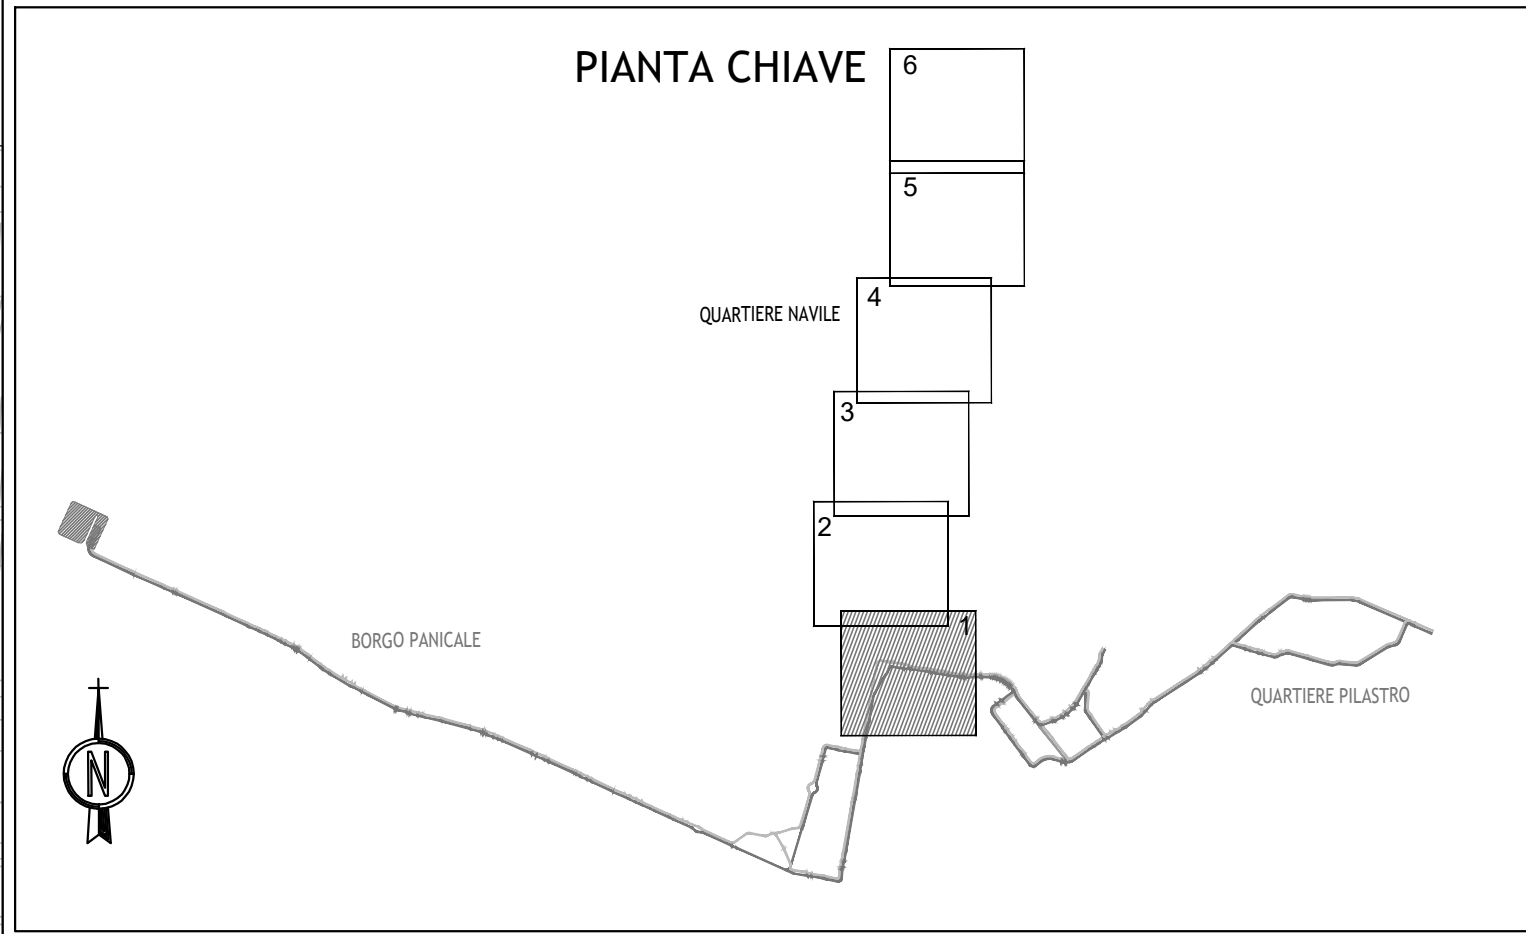 PIANTA CHIAVE
6
5
4
QUARTIERE NAVILE
3
2
1
BORGO PANICALE
QUARTIERE PILASTRO
N